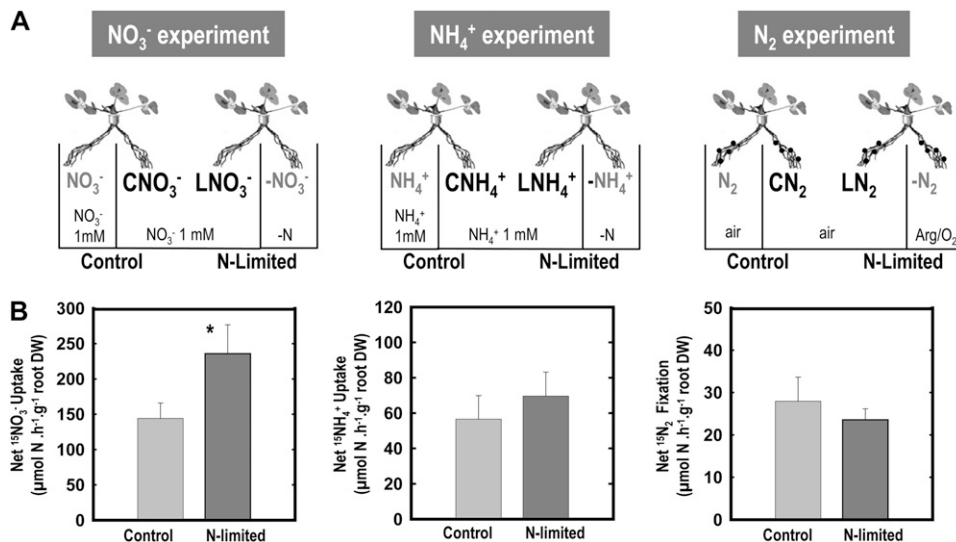 A
NO₃⁻ experiment
NH₄⁺ experiment
N₂ experiment
NO₃⁻ CNO₃⁻ LNO₃⁻ -NO₃⁻
NO₃⁻
1mM NO₃⁻ 1 mM -N
Control N-Limited
NH₄⁺ CNH₄⁺ LNH₄⁺ -NH₄⁺
NH₄⁺
1mM NH₄⁺ 1 mM -N
Control N-Limited
N₂ CN₂ LN₂ -N₂
air air Arg/O₂
Control N-Limited
B
Net ¹⁵NO₃⁻ Uptake
(µmol N .h⁻¹.g⁻¹ root DW)
300
250
200
150
100
50
0
*
Control N-limited
Net ¹⁵NH₄⁺ Uptake
(µmol N .h⁻¹.g⁻¹ root DW)
120
100
80
60
40
20
0
Control N-limited
Net ¹⁵N₂ Fixation
(µmol N .h⁻¹.g⁻¹ root DW)
50
40
30
20
10
0
Control N-limited